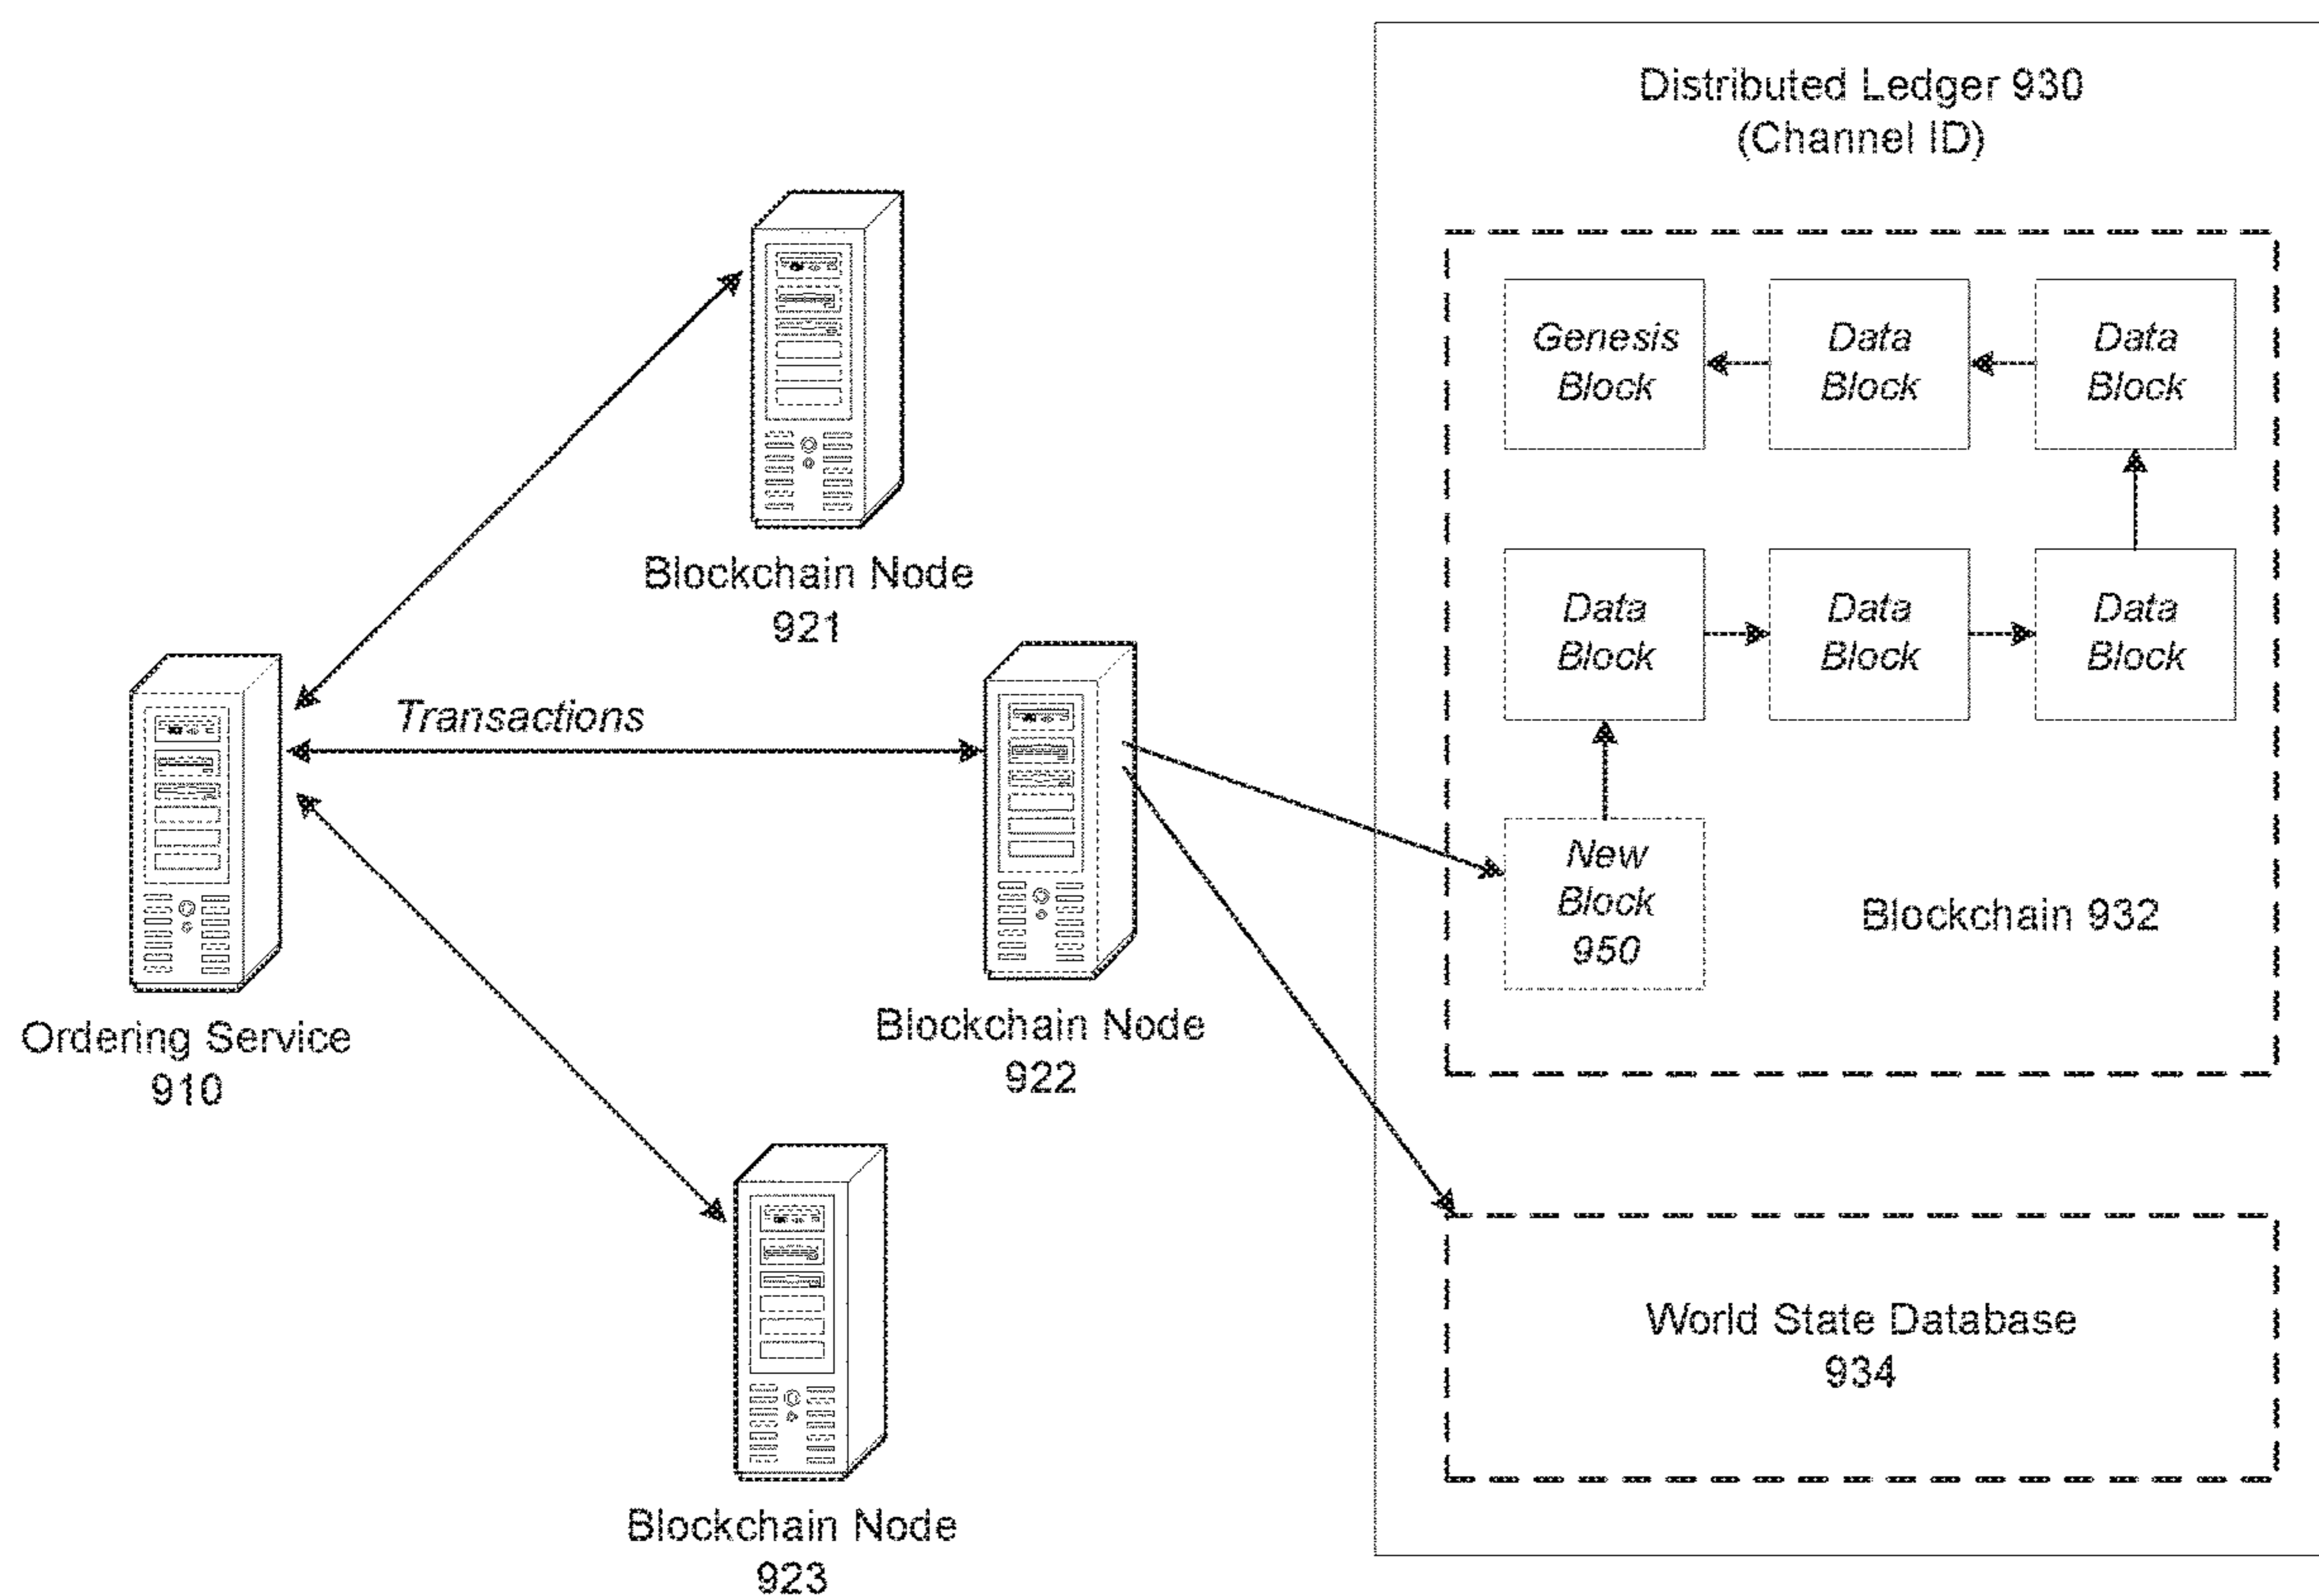 Distributed Ledger 930
(Channel ID)
Genesis
Block
Data
Block
Data
Block
Blockchain Node
921
Data
Block
Data
Block
Data
Block
Transactions
New
Block
950
Blockchain 932
Ordering Service
910
Blockchain Node
922
World State Database
934
Blockchain Node
923